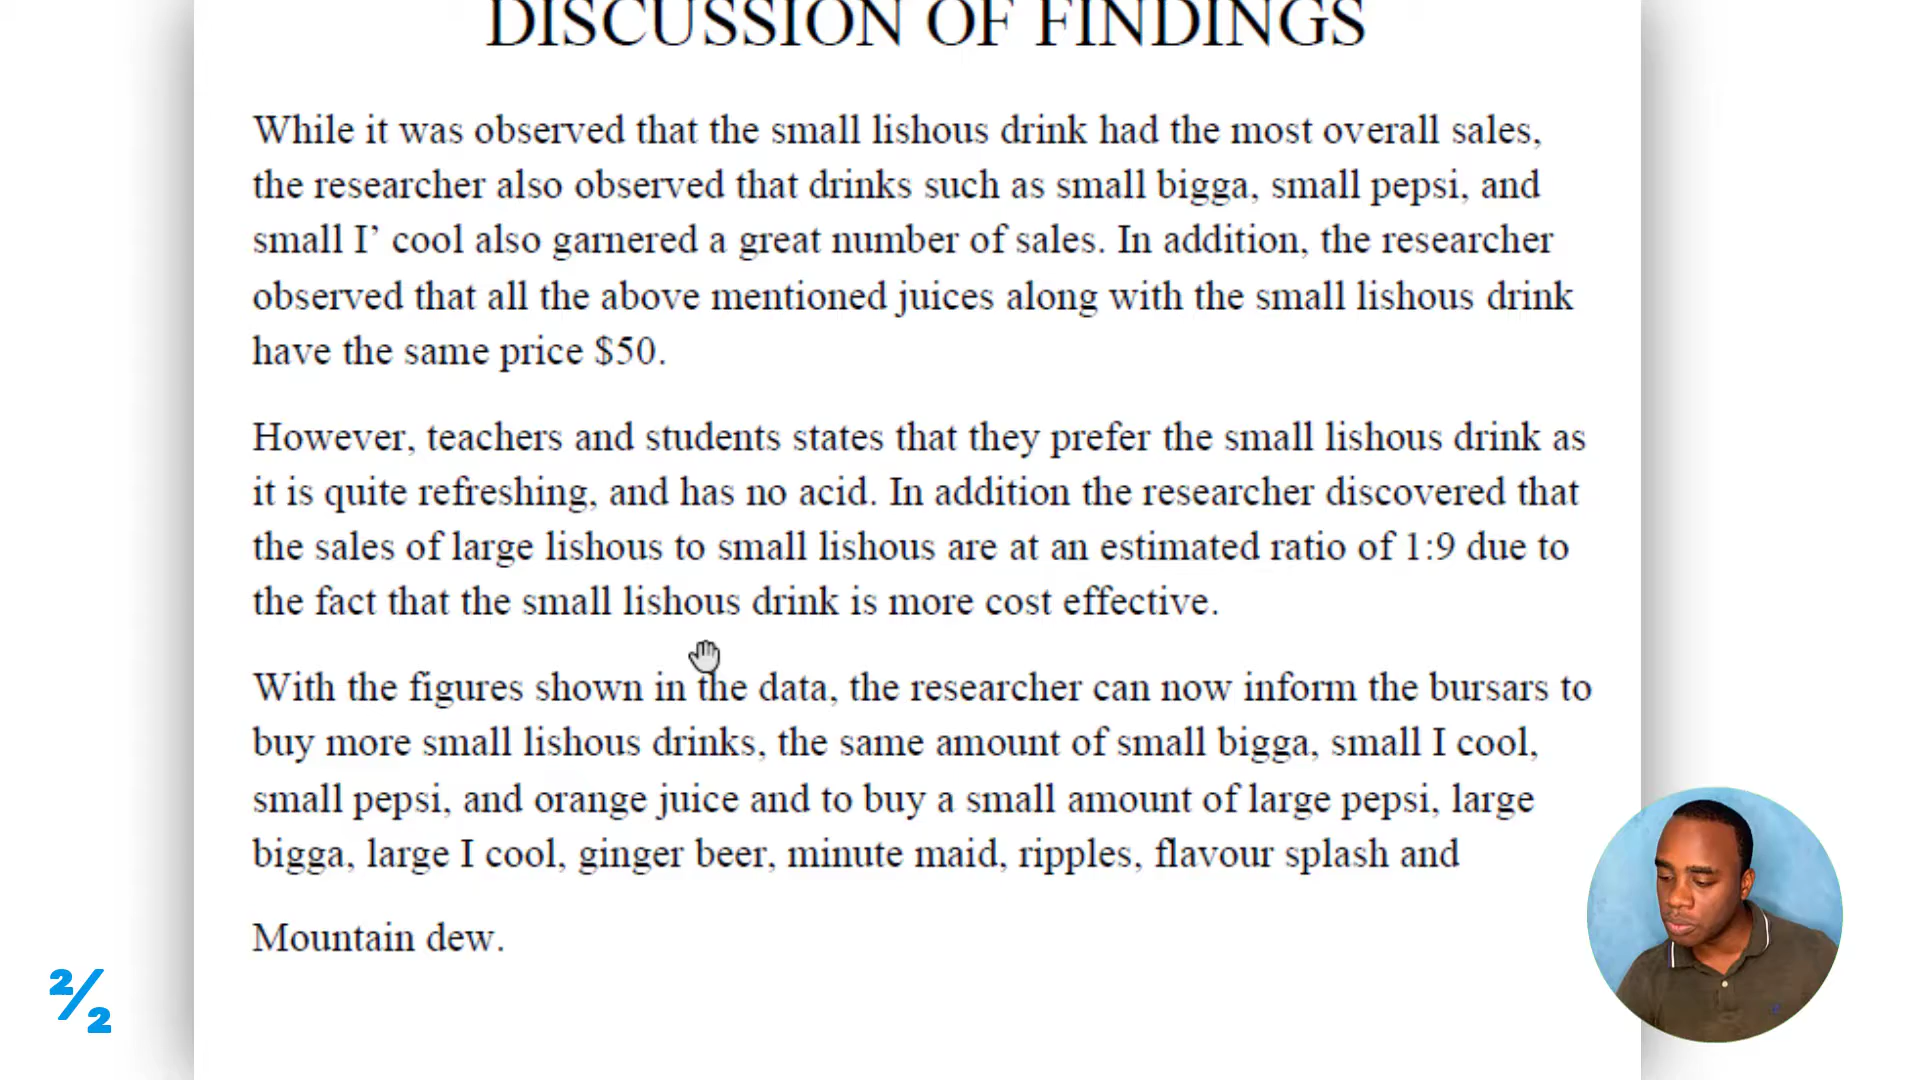 DISCUSSION OF FINDINGS
While it was observed that the small lishous drink had the most overall sales,
the researcher also observed that drinks such as small bigga, small pepsi, and
small I’ cool also garnered a great number of sales. In addition, the researcher
observed that all the above mentioned juices along with the small lishous drink
have the same price $50.
However, teachers and students states that they prefer the small lishous drink as
it is quite refreshing, and has no acid. In addition the researcher discovered that
the sales of large lishous to small lishous are at an estimated ratio of 1:9 due to
the fact that the small lishous drink is more cost effective.
With the figures shown in the data, the researcher can now inform the bursars to
buy more small lishous drinks, the same amount of small bigga, small I cool,
small pepsi, and orange juice and to buy a small amount of large pepsi, large
bigga, large I cool, ginger beer, minute maid, ripples, flavour splash and
Mountain dew.
2/2